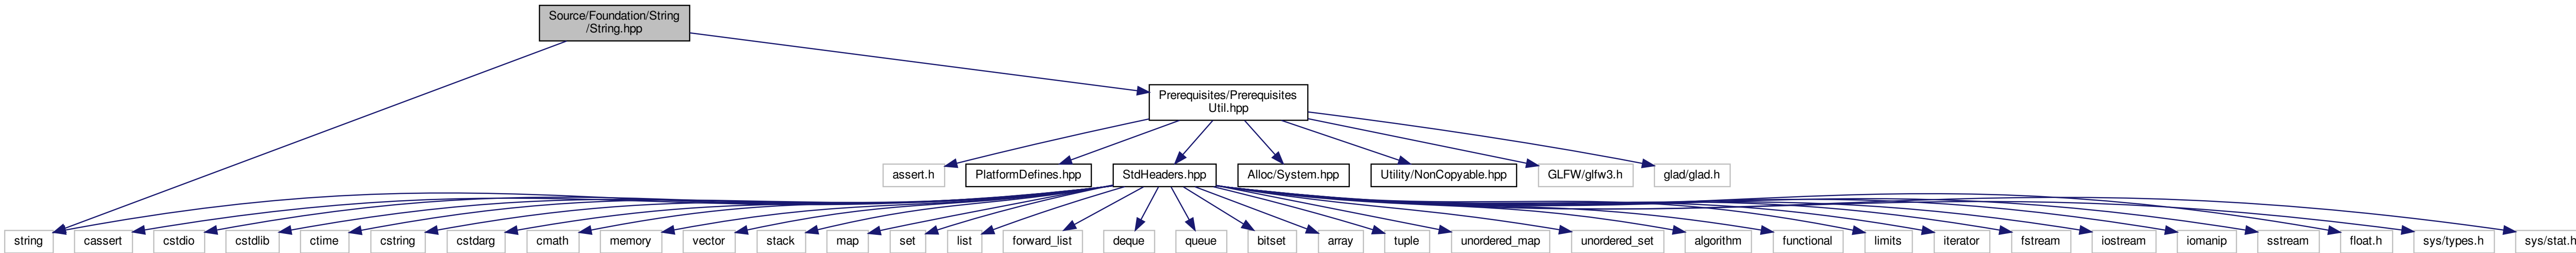 Source/Foundation/String
/String.hpp
Prerequisites/Prerequisites
Util.hpp
assert.h
PlatformDefines.hpp
StdHeaders.hpp
Alloc/System.hpp
Utility/NonCopyable.hpp
GLFW/glfw3.h
glad/glad.h
string
cassert
cstdio
cstdlib
ctime
cstring
cstdarg
cmath
memory
vector
stack
map
set
list
forward_list
deque
queue
bitset
array
tuple
unordered_map
unordered_set
algorithm
functional
limits
iterator
fstream
iostream
iomanip
sstream
float.h
sys/types.h
sys/stat.h